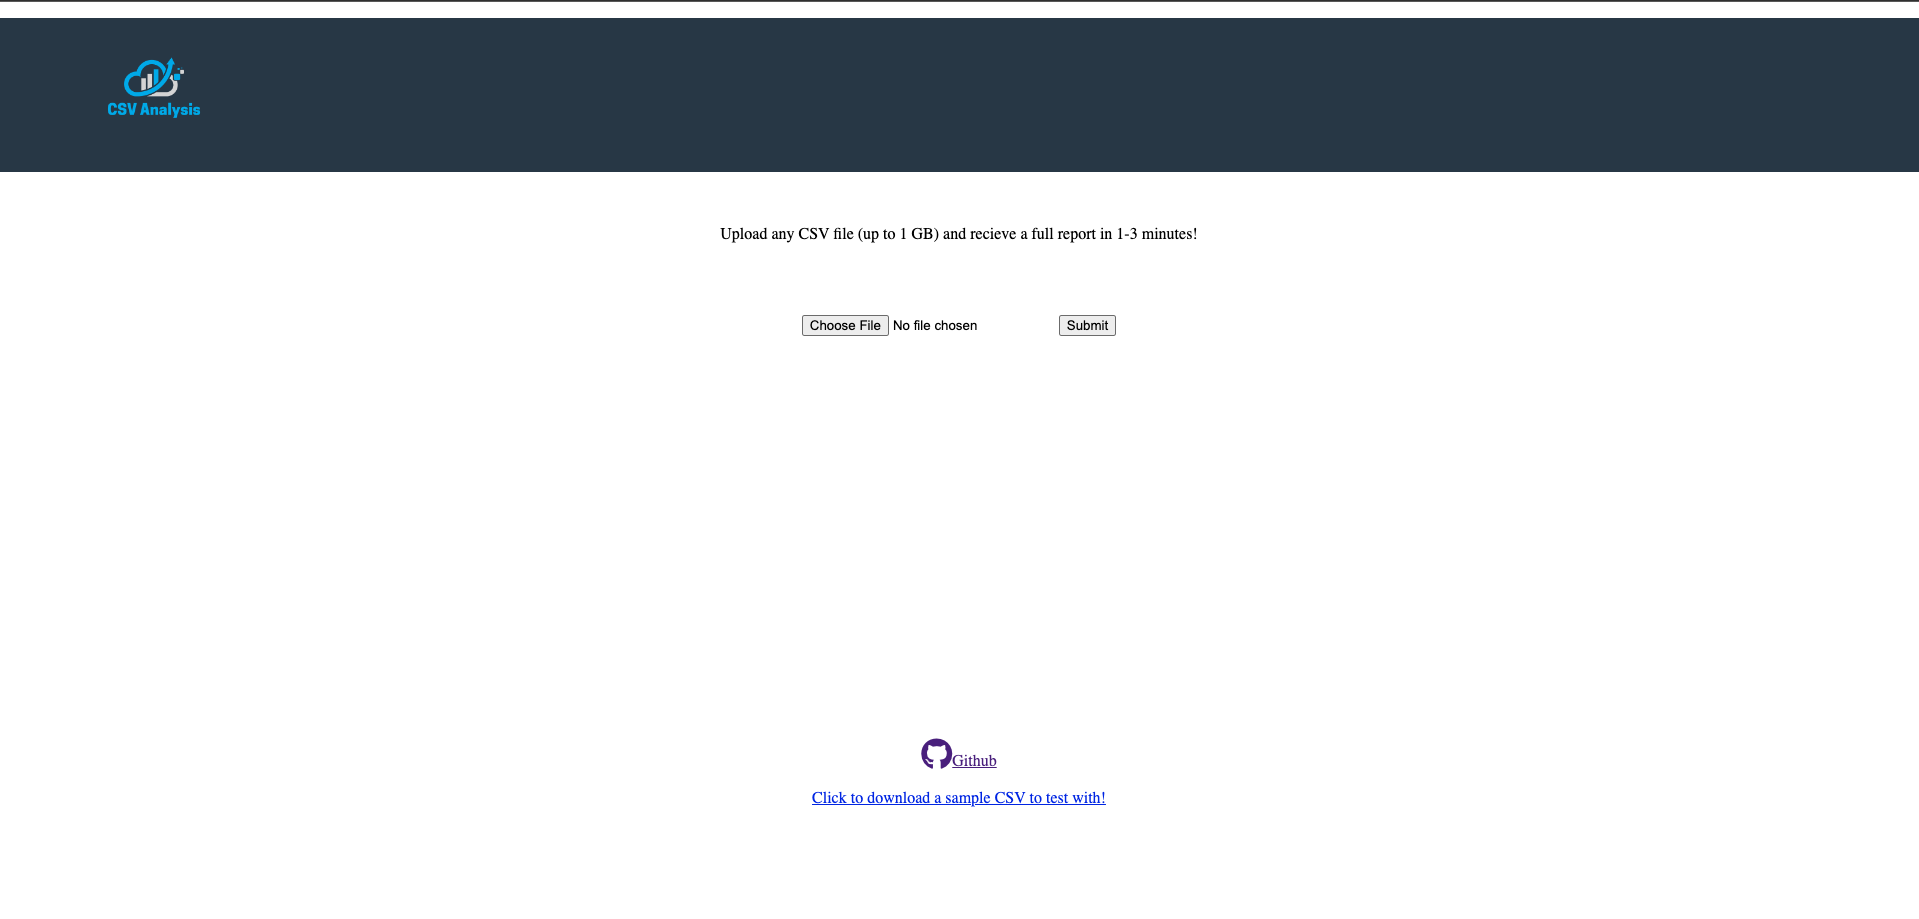 CSV Analysis
Upload any CSV file (up to 1 GB) and recieve a full report in 1-3 minutes!
Choose File No file chosen Submit
Github
Click to download a sample CSV to test with!